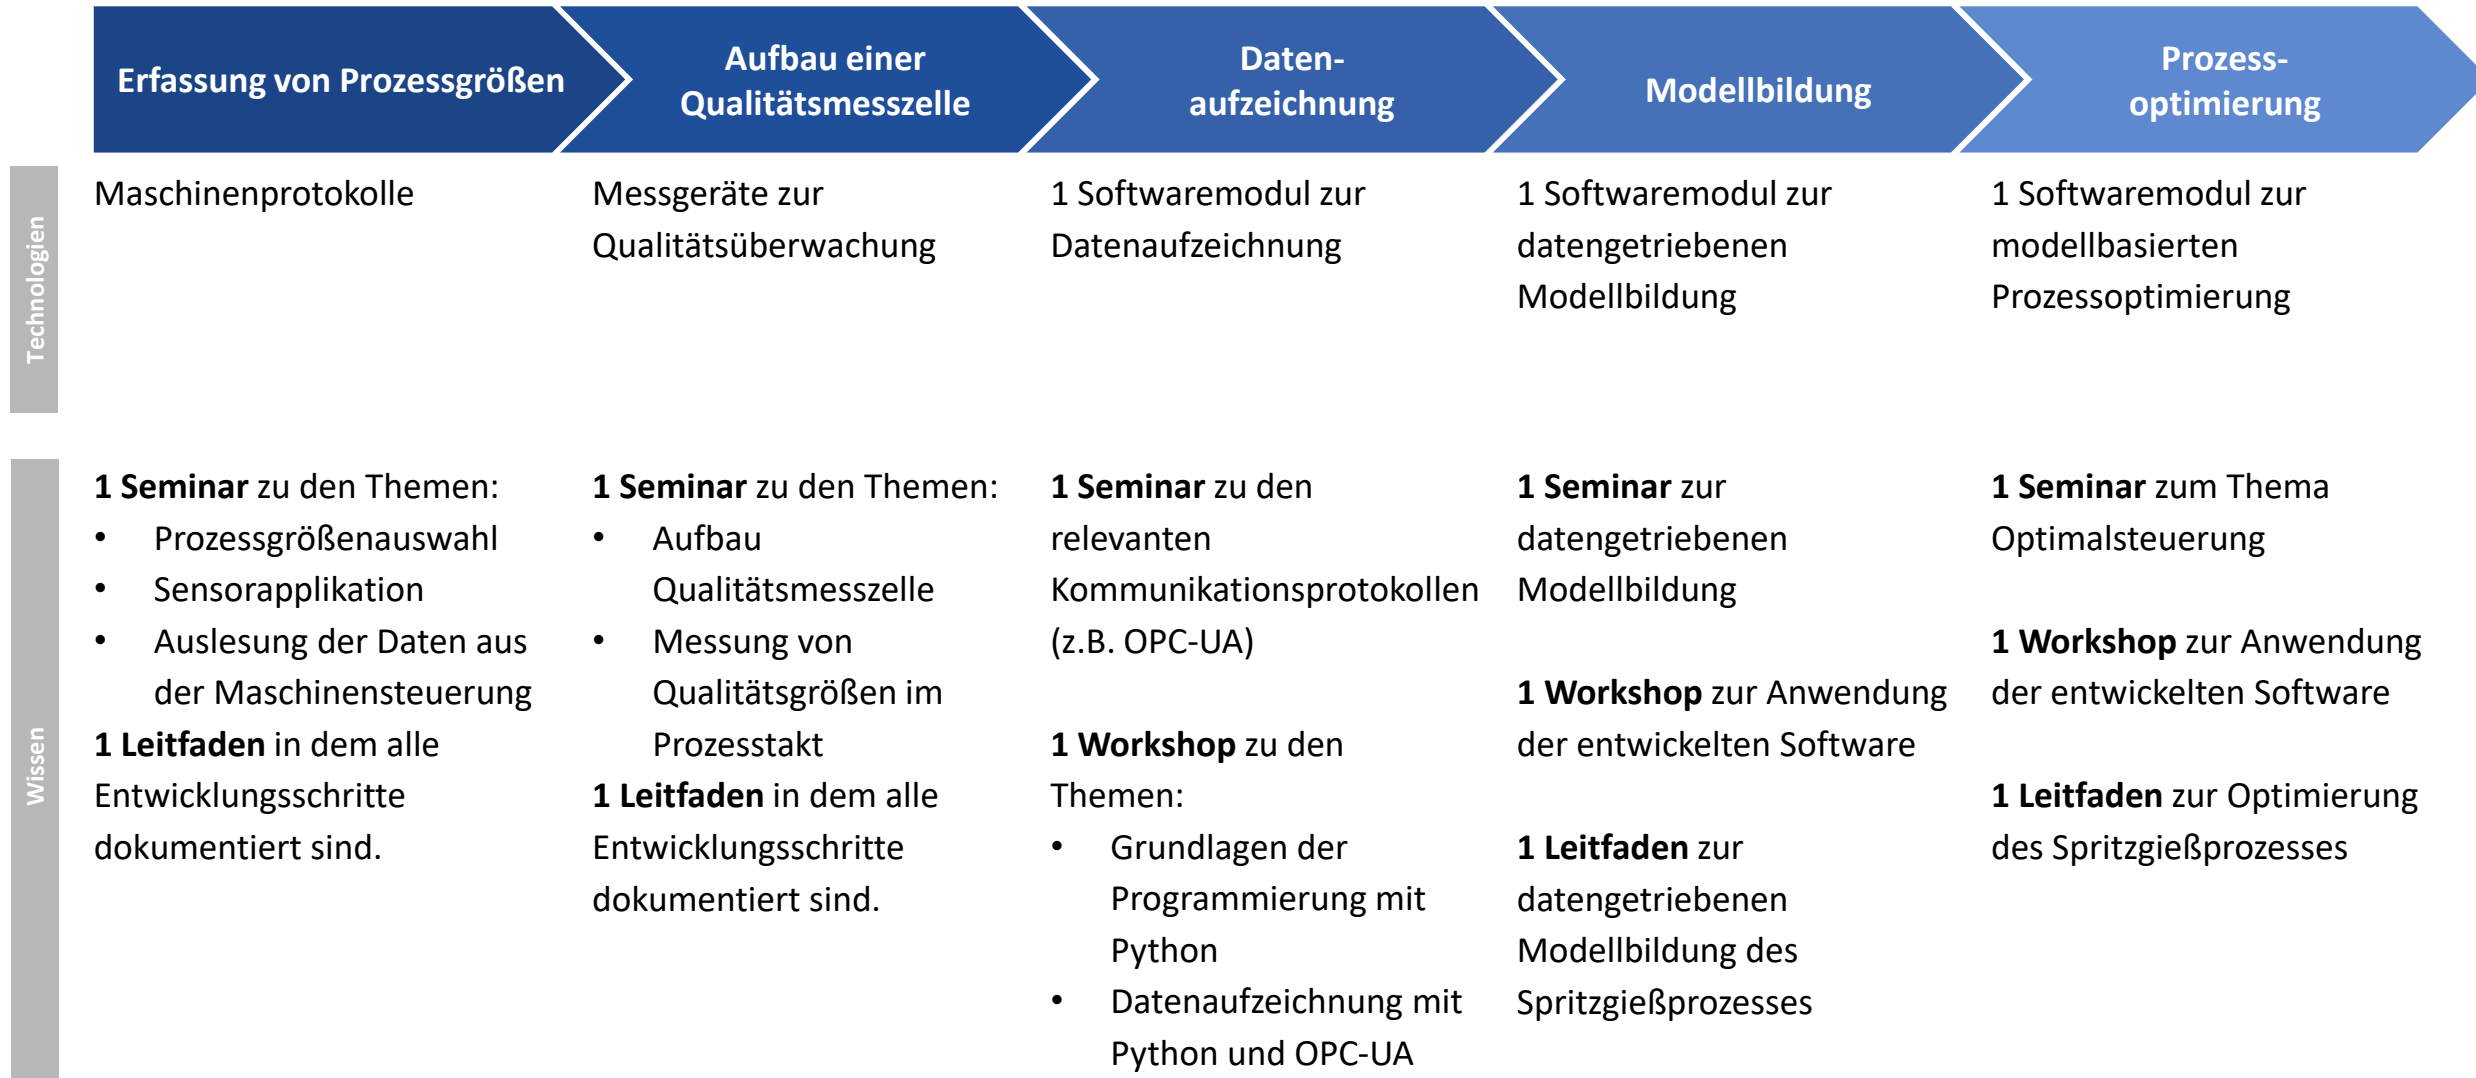 Erfassung von Prozessgrößen
Aufbau einer
Qualitätsmesszelle
Daten-
aufzeichnung
Modellbildung
Prozess-
optimierung
Technologien
Maschinenprotokolle
Messgeräte zur
Qualitätsüberwachung
1 Softwaremodul zur
Datenaufzeichnung
1 Softwaremodul zur
datengetriebenen
Modellbildung
1 Softwaremodul zur
modellbasierten
Prozessoptimierung
Wissen
1 Seminar zu den Themen:
• Prozessgrößenauswahl
• Sensorapplikation
• Auslesung der Daten aus
der Maschinensteuerung
1 Leitfaden in dem alle
Entwicklungsschritte
dokumentiert sind.
1 Seminar zu den Themen:
• Aufbau
Qualitätsmesszelle
• Messung von
Qualitätsgrößen im
Prozesstakt
1 Leitfaden in dem alle
Entwicklungsschritte
dokumentiert sind.
1 Seminar zu den
relevanten
Kommunikationsprotokollen
(z.B. OPC-UA)
1 Workshop zu den
Themen:
• Grundlagen der
Programmierung mit
Python
• Datenaufzeichnung mit
Python und OPC-UA
1 Seminar zur
datengetriebenen
Modellbildung
1 Workshop zur Anwendung
der entwickelten Software
1 Leitfaden zur
datengetriebenen
Modellbildung des
Spritzgießprozesses
1 Seminar zum Thema
Optimalsteuerung
1 Workshop zur Anwendung
der entwickelten Software
1 Leitfaden zur Optimierung
des Spritzgießprozesses